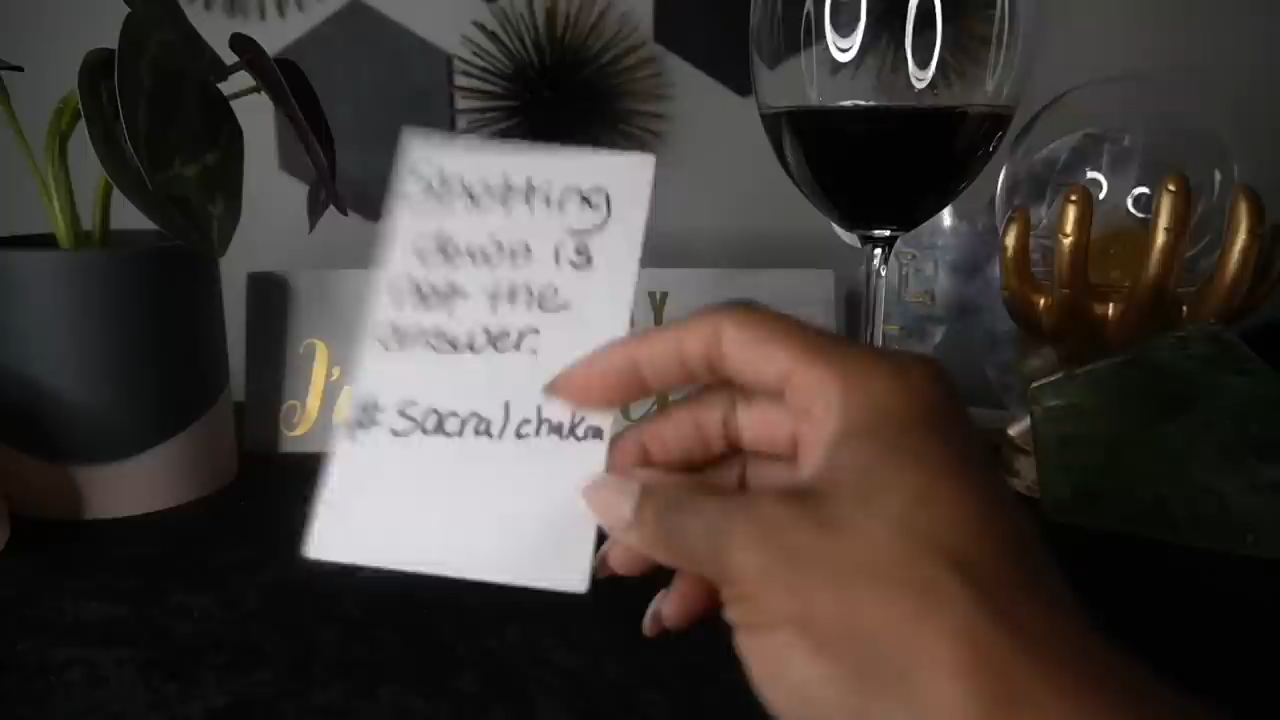 Shutting
down is
not the
answer.
#Sacralchakra
Y
I'